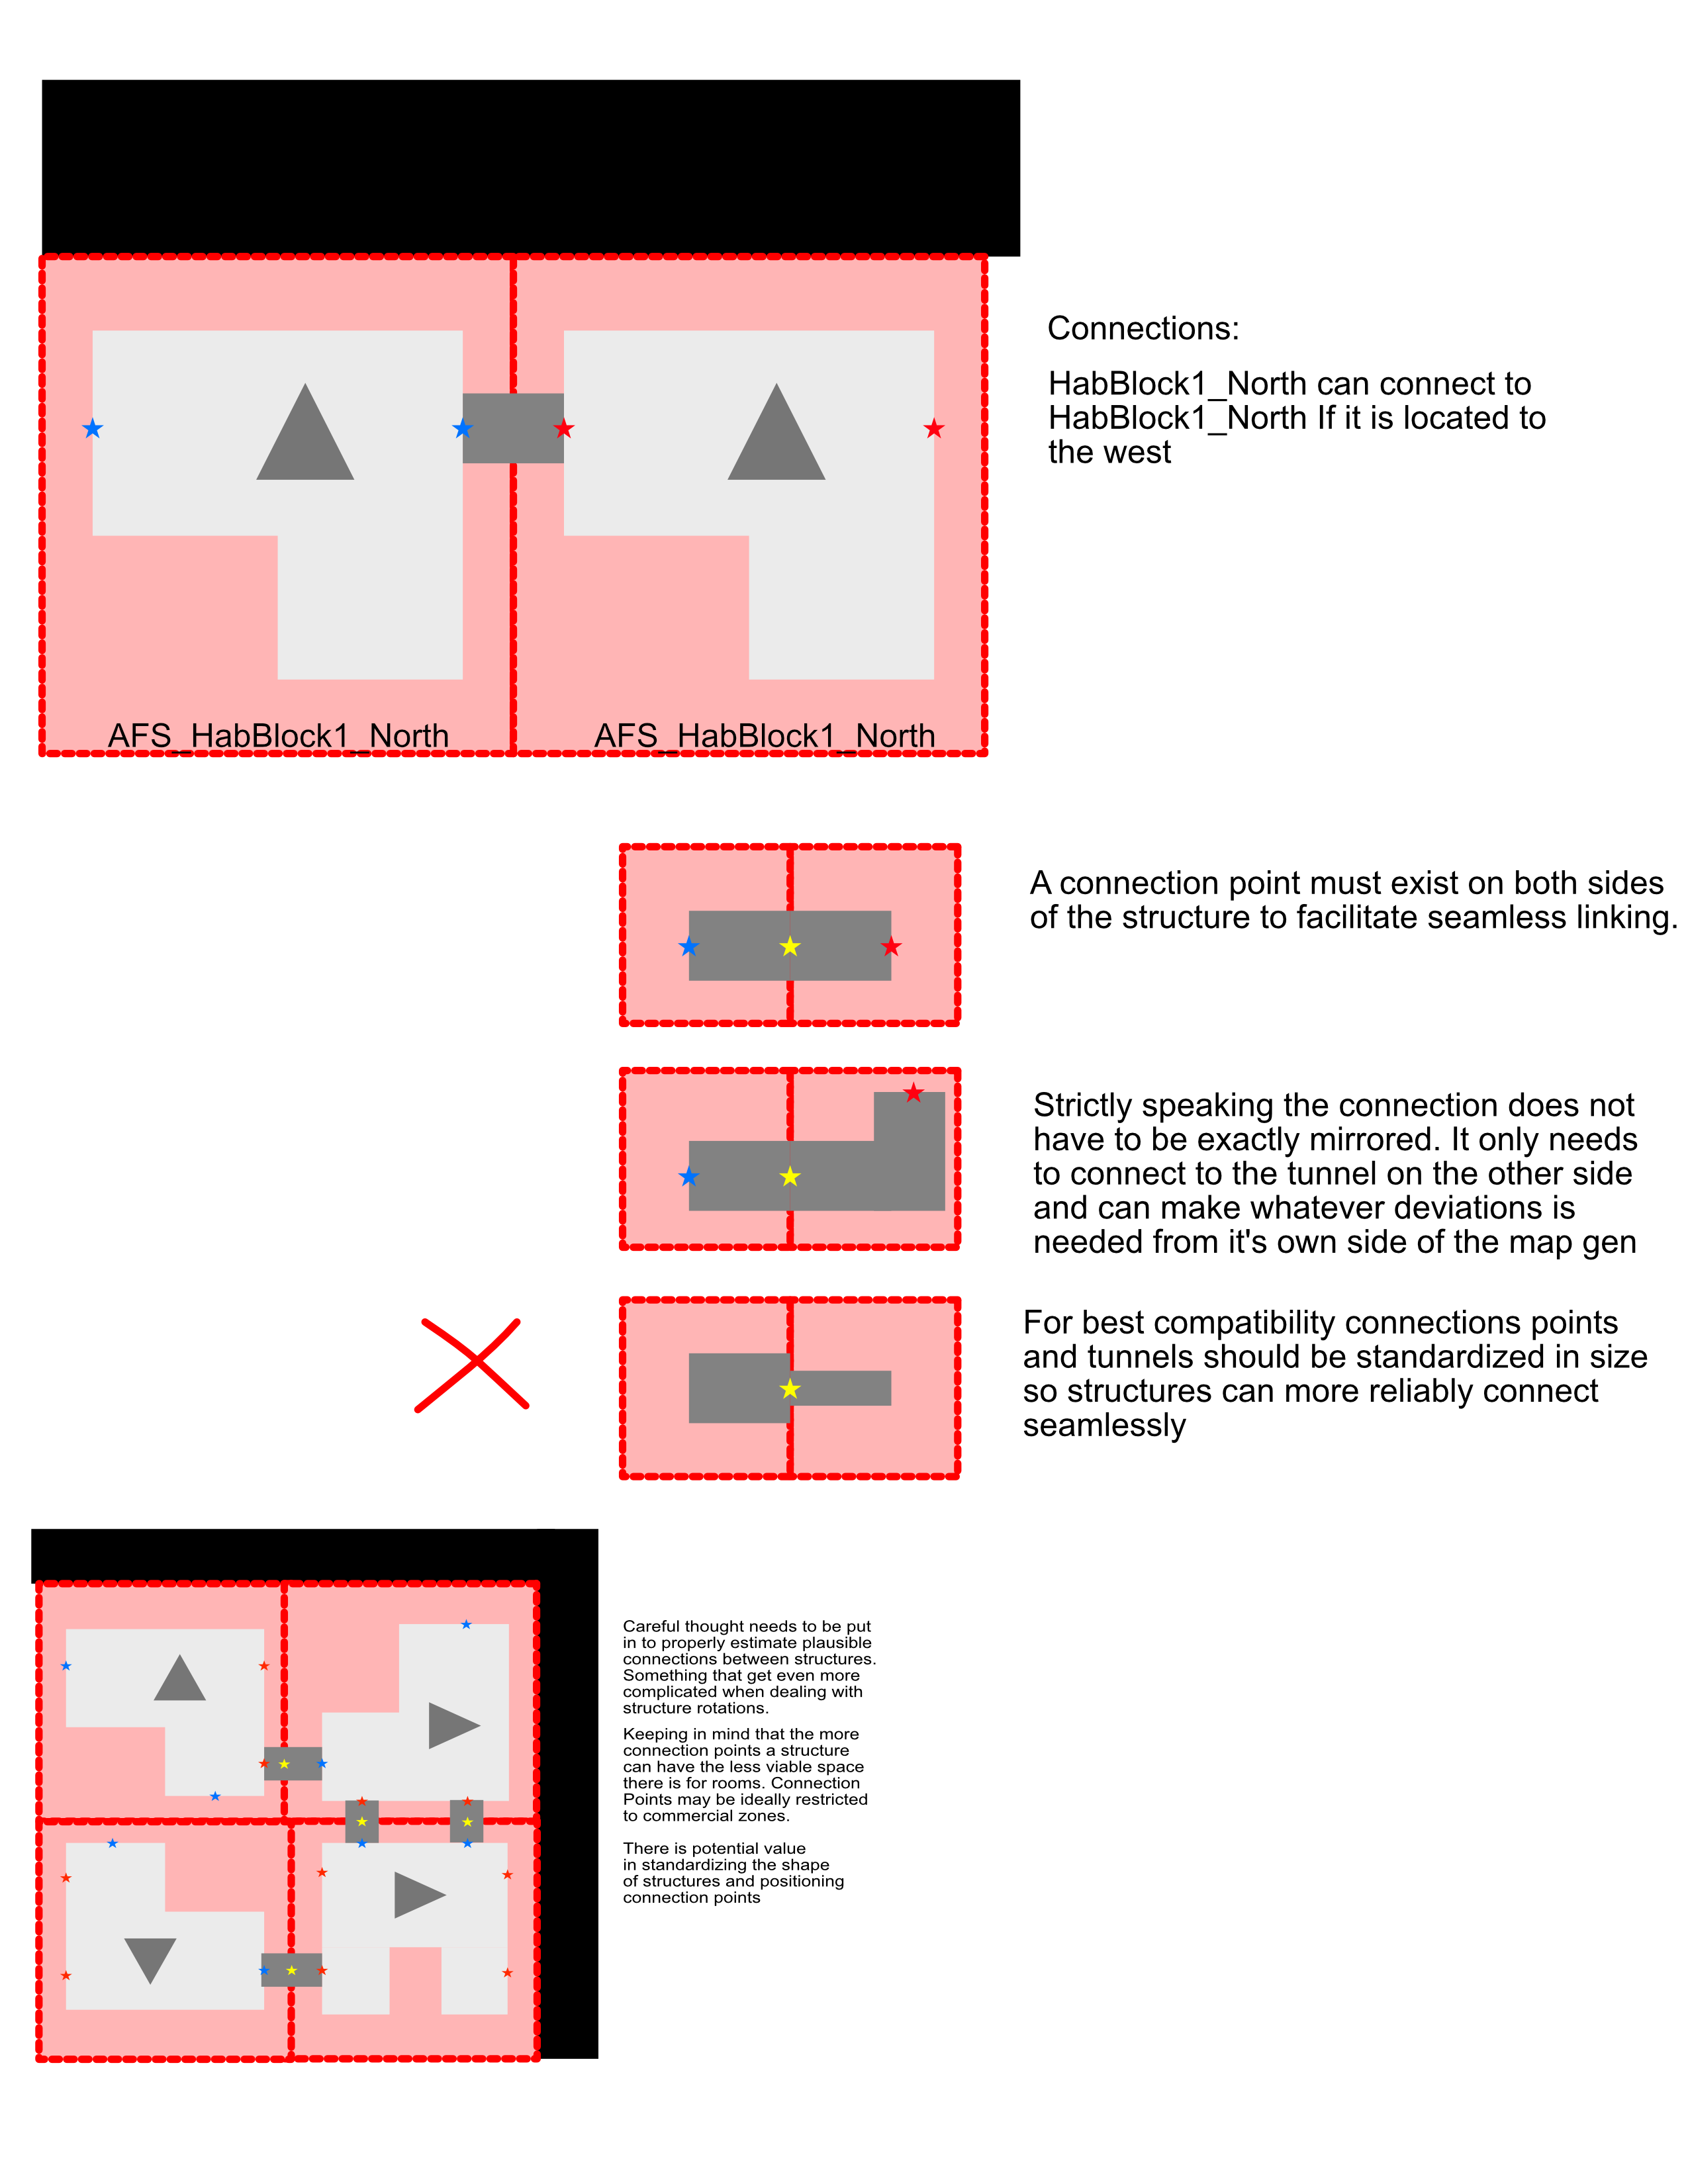 Connections:
HabBlock1_North can connect to
HabBlock1_North If it is located to
the west
AFS_HabBlock1_North
AFS_HabBlock1_North
A connection point must exist on both sides
of the structure to facilitate seamless linking.
Strictly speaking the connection does not
have to be exactly mirrored. It only needs
to connect to the tunnel on the other side
and can make whatever deviations is
needed from it's own side of the map gen
For best compatibility connections points
and tunnels should be standardized in size
so structures can more reliably connect
seamlessly
Careful thought needs to be put
in to properly estimate plausible
connections between structures.
Something that get even more
complicated when dealing with
structure rotations.
Keeping in mind that the more
connection points a structure
can have the less viable space
there is for rooms. Connection
Points may be ideally restricted
to commercial zones.
There is potential value
in standardizing the shape
of structures and positioning
connection points